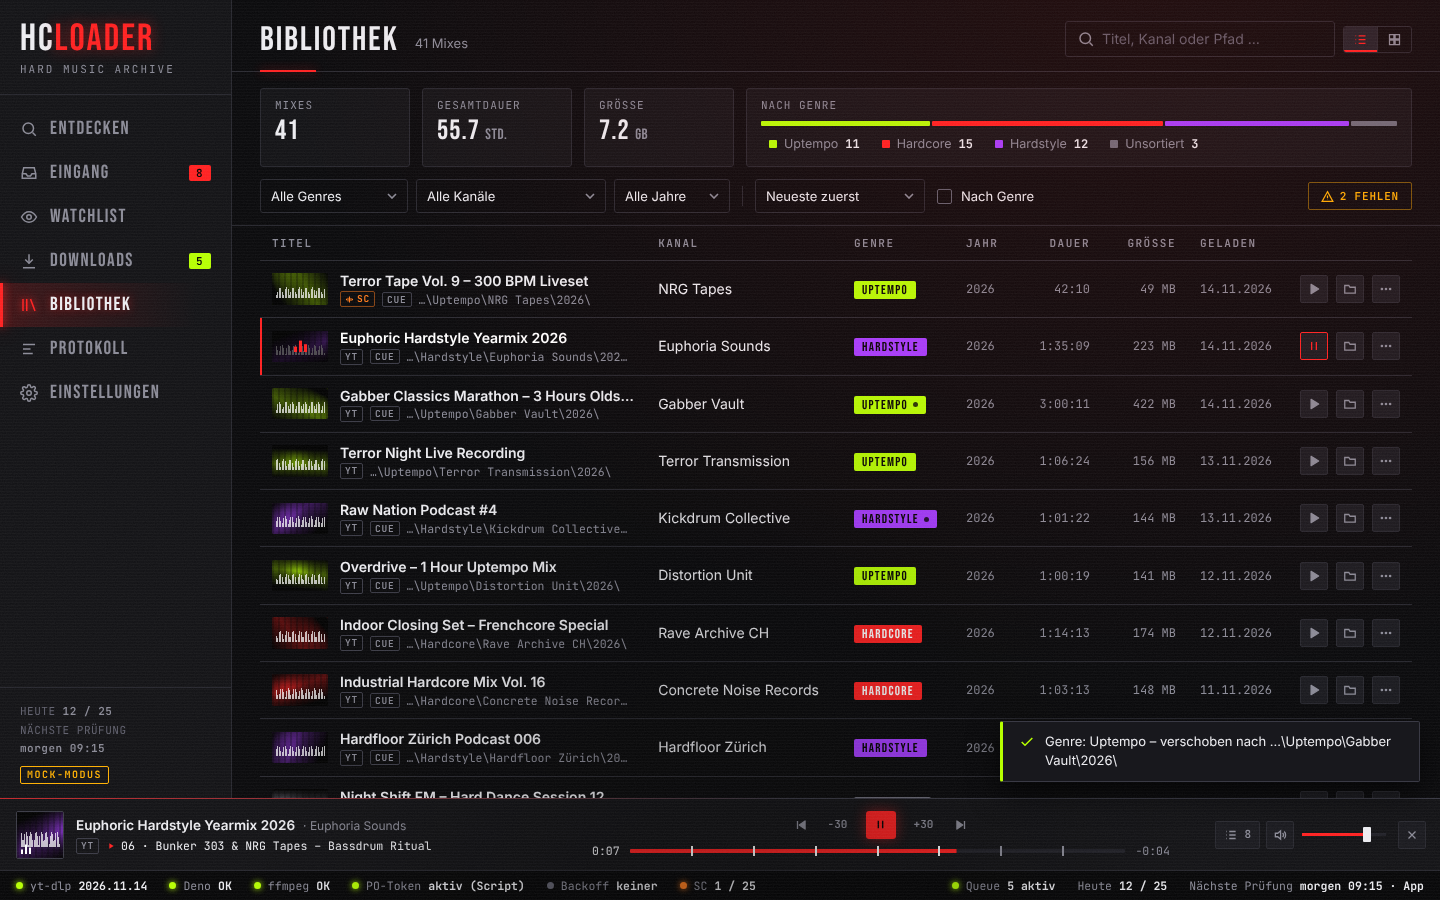 HCLOADER
HARD MUSIC ARCHIVE
ENTDECKEN
EINGANG 8
WATCHLIST
DOWNLOADS 5
BIBLIOTHEK
PROTOKOLL
EINSTELLUNGEN
HEUTE 12 / 25
NÄCHSTE PRÜFUNG
morgen 09:15
MOCK-MODUS
BIBLIOTHEK 41 Mixes
Titel, Kanal oder Pfad ...
MIXES
41
GESAMTDAUER
55.7 STD.
GRÖSSE
7.2 GB
NACH GENRE
Uptempo 11 Hardcore 15 Hardstyle 12 Unsortiert 3
Alle Genres Alle Kanäle Alle Jahre Neueste zuerst Nach Genre 2 FEHLEN
TITEL KANAL GENRE JAHR DAUER GRÖSSE GELADEN
Terror Tape Vol. 9 – 300 BPM Liveset
SC CUE …\Uptempo\NRG Tapes\2026\
NRG Tapes UPTEMPO 2026 42:10 49 MB 14.11.2026
Euphoric Hardstyle Yearmix 2026
YT CUE …\Hardstyle\Euphoria Sounds\202…
Euphoria Sounds HARDSTYLE 2026 1:35:09 223 MB 14.11.2026
Gabber Classics Marathon – 3 Hours Olds…
YT CUE …\Uptempo\Gabber Vault\2026\
Gabber Vault UPTEMPO 2026 3:00:11 422 MB 14.11.2026
Terror Night Live Recording
YT …\Uptempo\Terror Transmission\2026\
Terror Transmission UPTEMPO 2026 1:06:24 156 MB 13.11.2026
Raw Nation Podcast #4
YT CUE …\Hardstyle\Kickdrum Collective…
Kickdrum Collective HARDSTYLE 2026 1:01:22 144 MB 13.11.2026
Overdrive – 1 Hour Uptempo Mix
YT CUE …\Uptempo\Distortion Unit\2026\
Distortion Unit UPTEMPO 2026 1:00:19 141 MB 12.11.2026
Indoor Closing Set – Frenchcore Special
YT CUE …\Hardcore\Rave Archive CH\2026\
Rave Archive CH HARDCORE 2026 1:14:13 174 MB 12.11.2026
Industrial Hardcore Mix Vol. 16
YT CUE …\Hardcore\Concrete Noise Recor…
Concrete Noise Records HARDCORE 2026 1:03:13 148 MB 11.11.2026
Hardfloor Zürich Podcast 006
YT CUE …\Hardstyle\Hardfloor Zürich\20…
Hardfloor Zürich HARDSTYLE 2026
Night Shift FM – Hard Dance Session 12
Genre: Uptempo – verschoben nach …\Uptempo\Gabber
Vault\2026\
Euphoric Hardstyle Yearmix 2026 · Euphoria Sounds
YT 06 · Bunker 303 & NRG Tapes – Bassdrum Ritual
-30 +30
0:07 -0:04
8
yt-dlp 2026.11.14 Deno OK ffmpeg OK PO-Token aktiv (Script) Backoff keiner SC 1 / 25 Queue 5 aktiv Heute 12 / 25 Nächste Prüfung morgen 09:15 · App